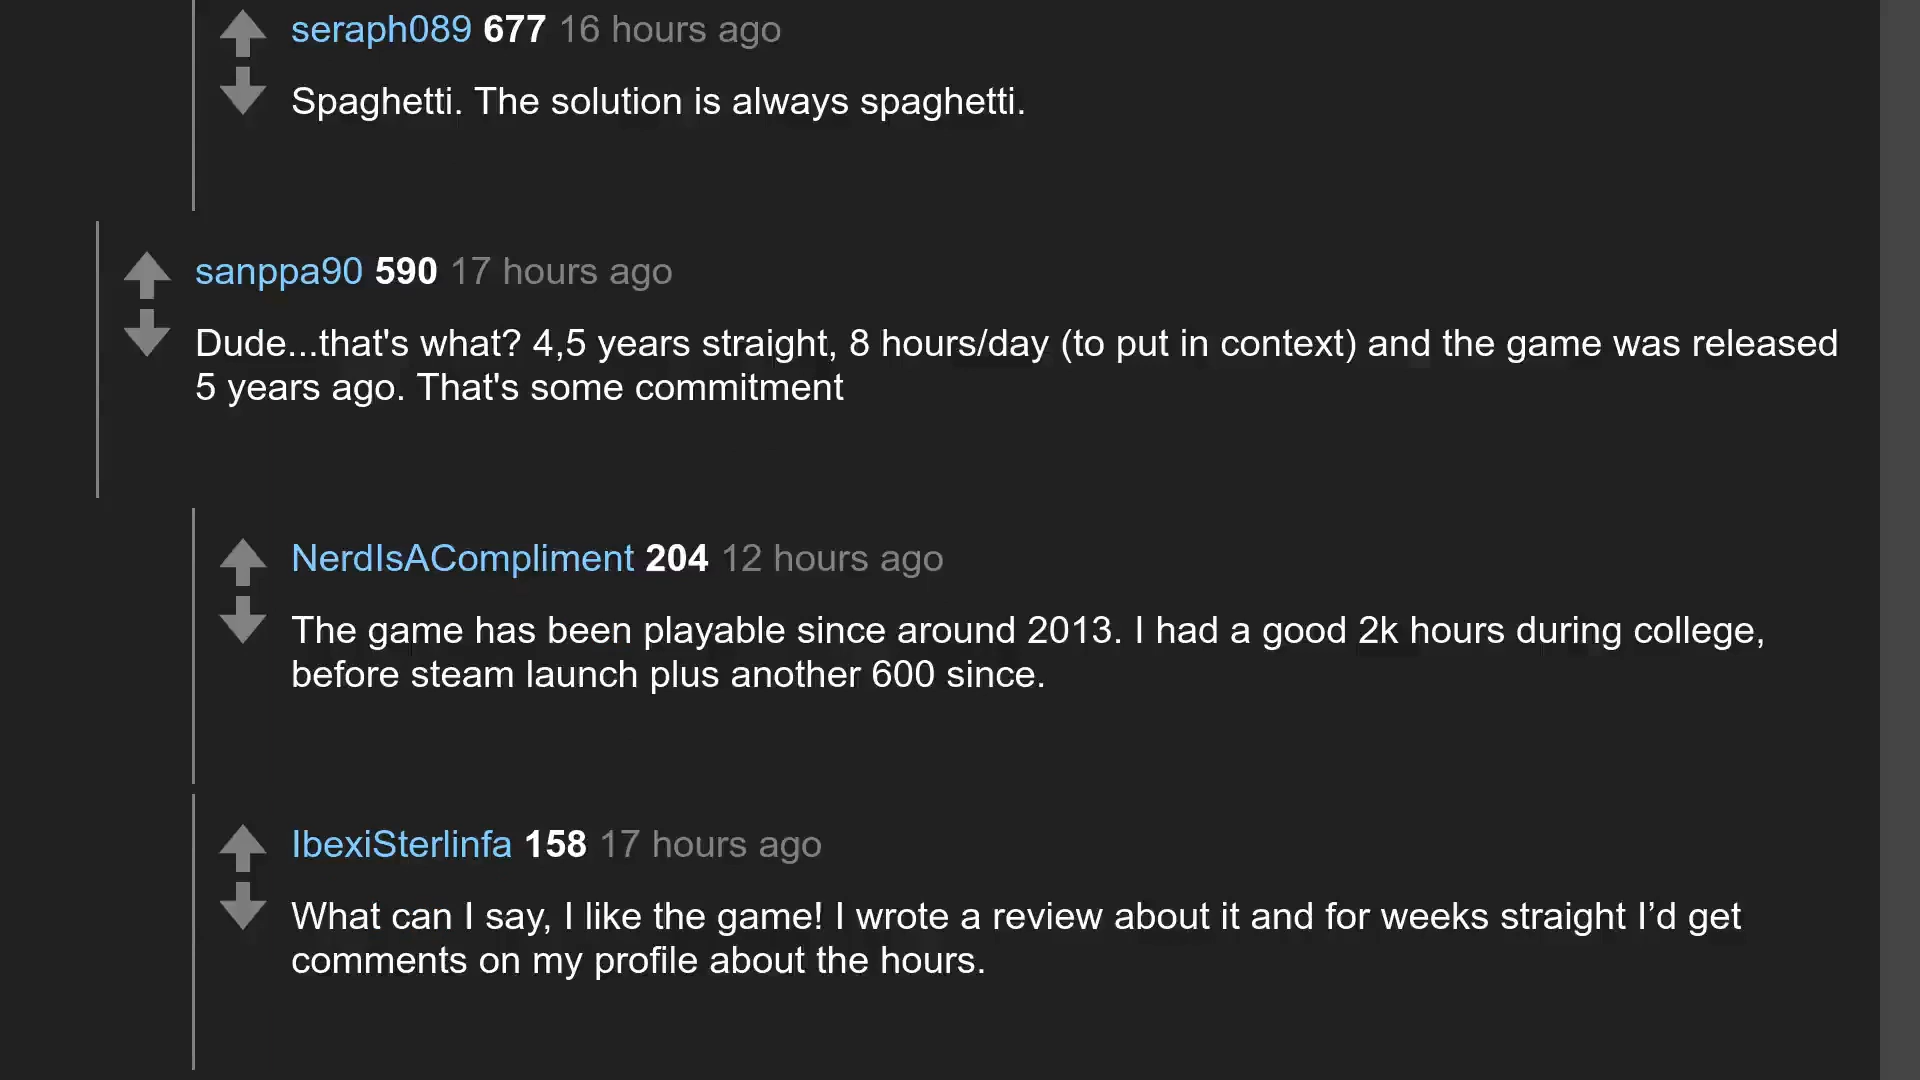 seraph089 677 16 hours ago
Spaghetti. The solution is always spaghetti.
sanppa90 590 17 hours ago
Dude...that's what? 4,5 years straight, 8 hours/day (to put in context) and the game was released
5 years ago. That's some commitment
NerdIsACompliment 204 12 hours ago
The game has been playable since around 2013. I had a good 2k hours during college,
before steam launch plus another 600 since.
IbexiSterlinfa 158 17 hours ago
What can I say, I like the game! I wrote a review about it and for weeks straight I’d get
comments on my profile about the hours.